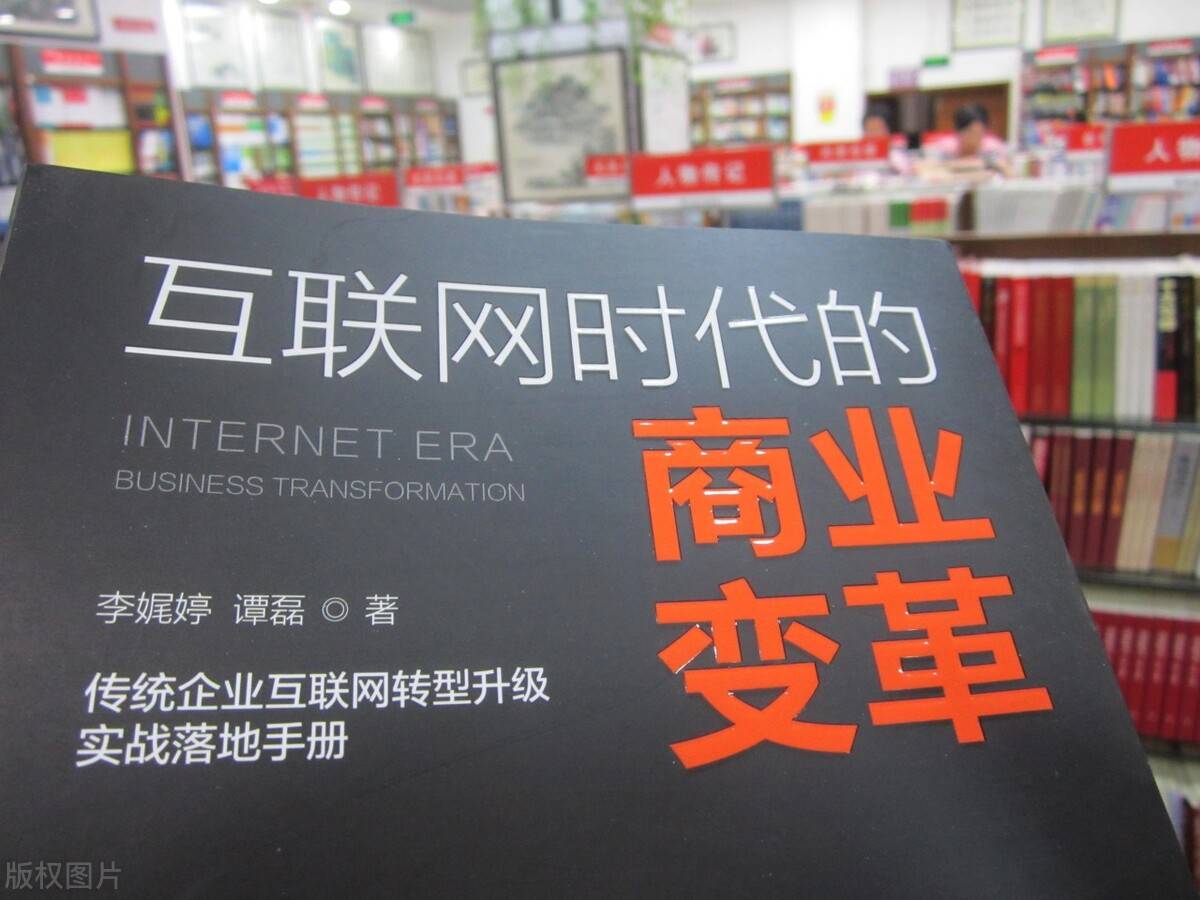 人物传记
人
互联网时代的
INTERNET ERA
BUSINESS TRANSFORMATION
商业
变革
李娓婷 谭磊 ◎ 著
传统企业互联网转型升级
实战落地手册
版权图片